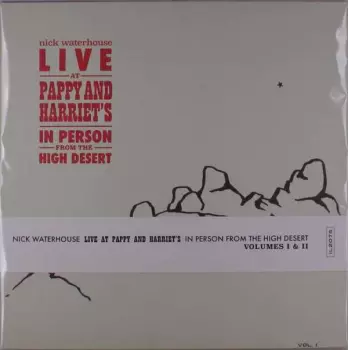 nick waterhouse
LIVE
AT
PAPPY AND
HARRIET'S
IN PERSON
FROM THE
HIGH DESERT
NICK WATERHOUSE LIVE AT PAPPY AND HARRIET'S IN PERSON FROM THE HIGH DESERT
VOLUMES I & II
VOL. I